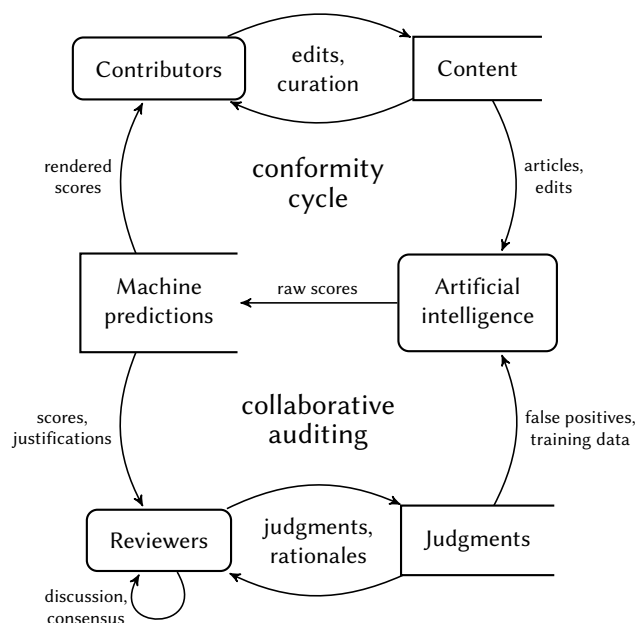 Contributors
edits,
curation
Content
rendered
scores
conformity
cycle
articles,
edits
Machine
predictions
raw scores
Artificial
intelligence
scores,
justifications
collaborative
auditing
false positives,
training data
Reviewers
judgments,
rationales
Judgments
discussion,
consensus